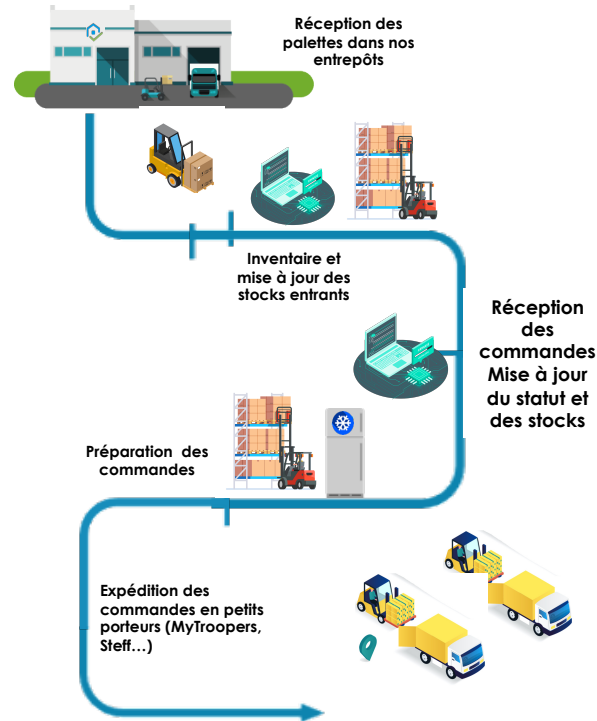 Réception des
palettes dans nos
entrepôts
Inventaire et
mise à jour des
stocks entrants
Réception
des
commandes
Mise à jour
du statut et
des stocks
Préparation des
commandes
Expédition des
commandes en petits
porteurs (MyTroopers,
Steff...)